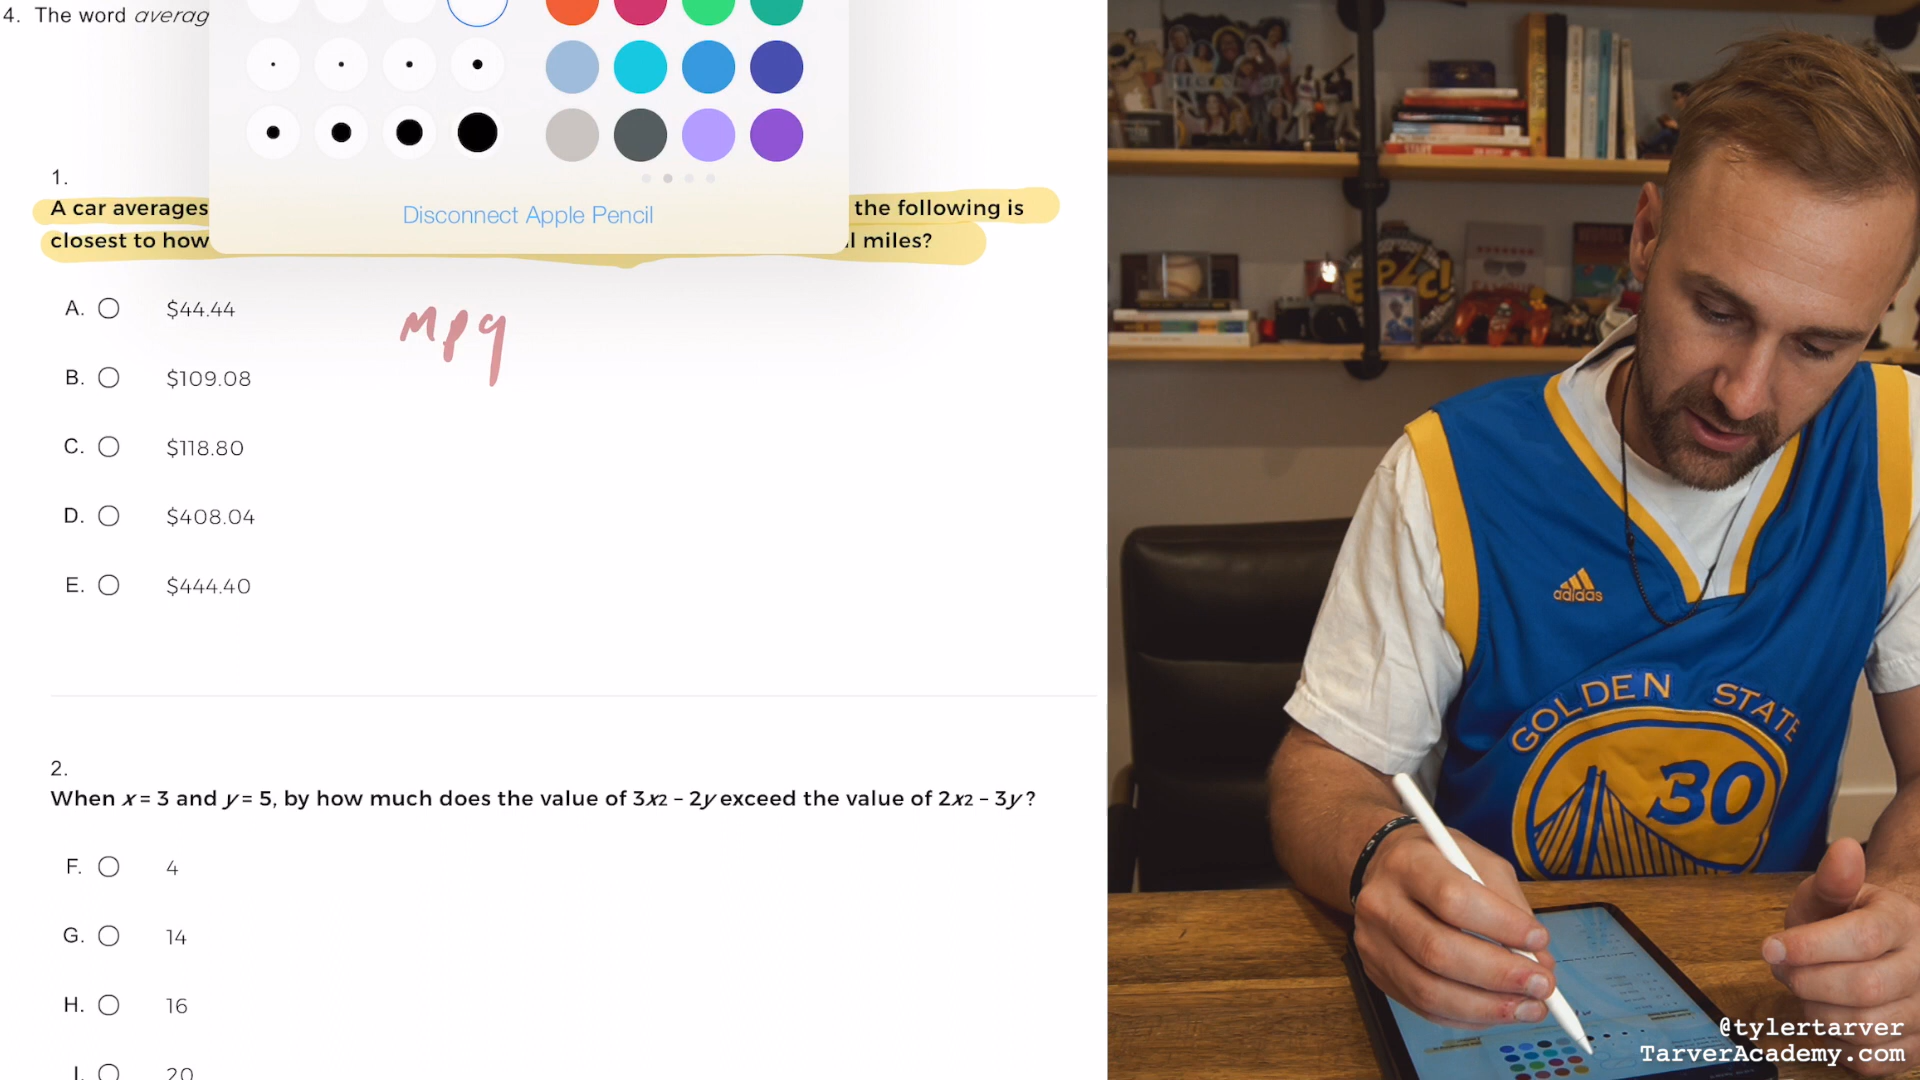 4. The word averag
1.
A car averages the following is
closest to how l miles?
Disconnect Apple Pencil
A. $44.44
B. $109.08
C. $118.80
D. $408.04
E. $444.40
mpg
2.
When x = 3 and y = 5, by how much does the value of 3x2 – 2y exceed the value of 2x2 – 3y?
F. 4
G. 14
H. 16
I. 20
epic!
adidas
GOLDEN STATE
30
@tylertarver
TarverAcademy.com